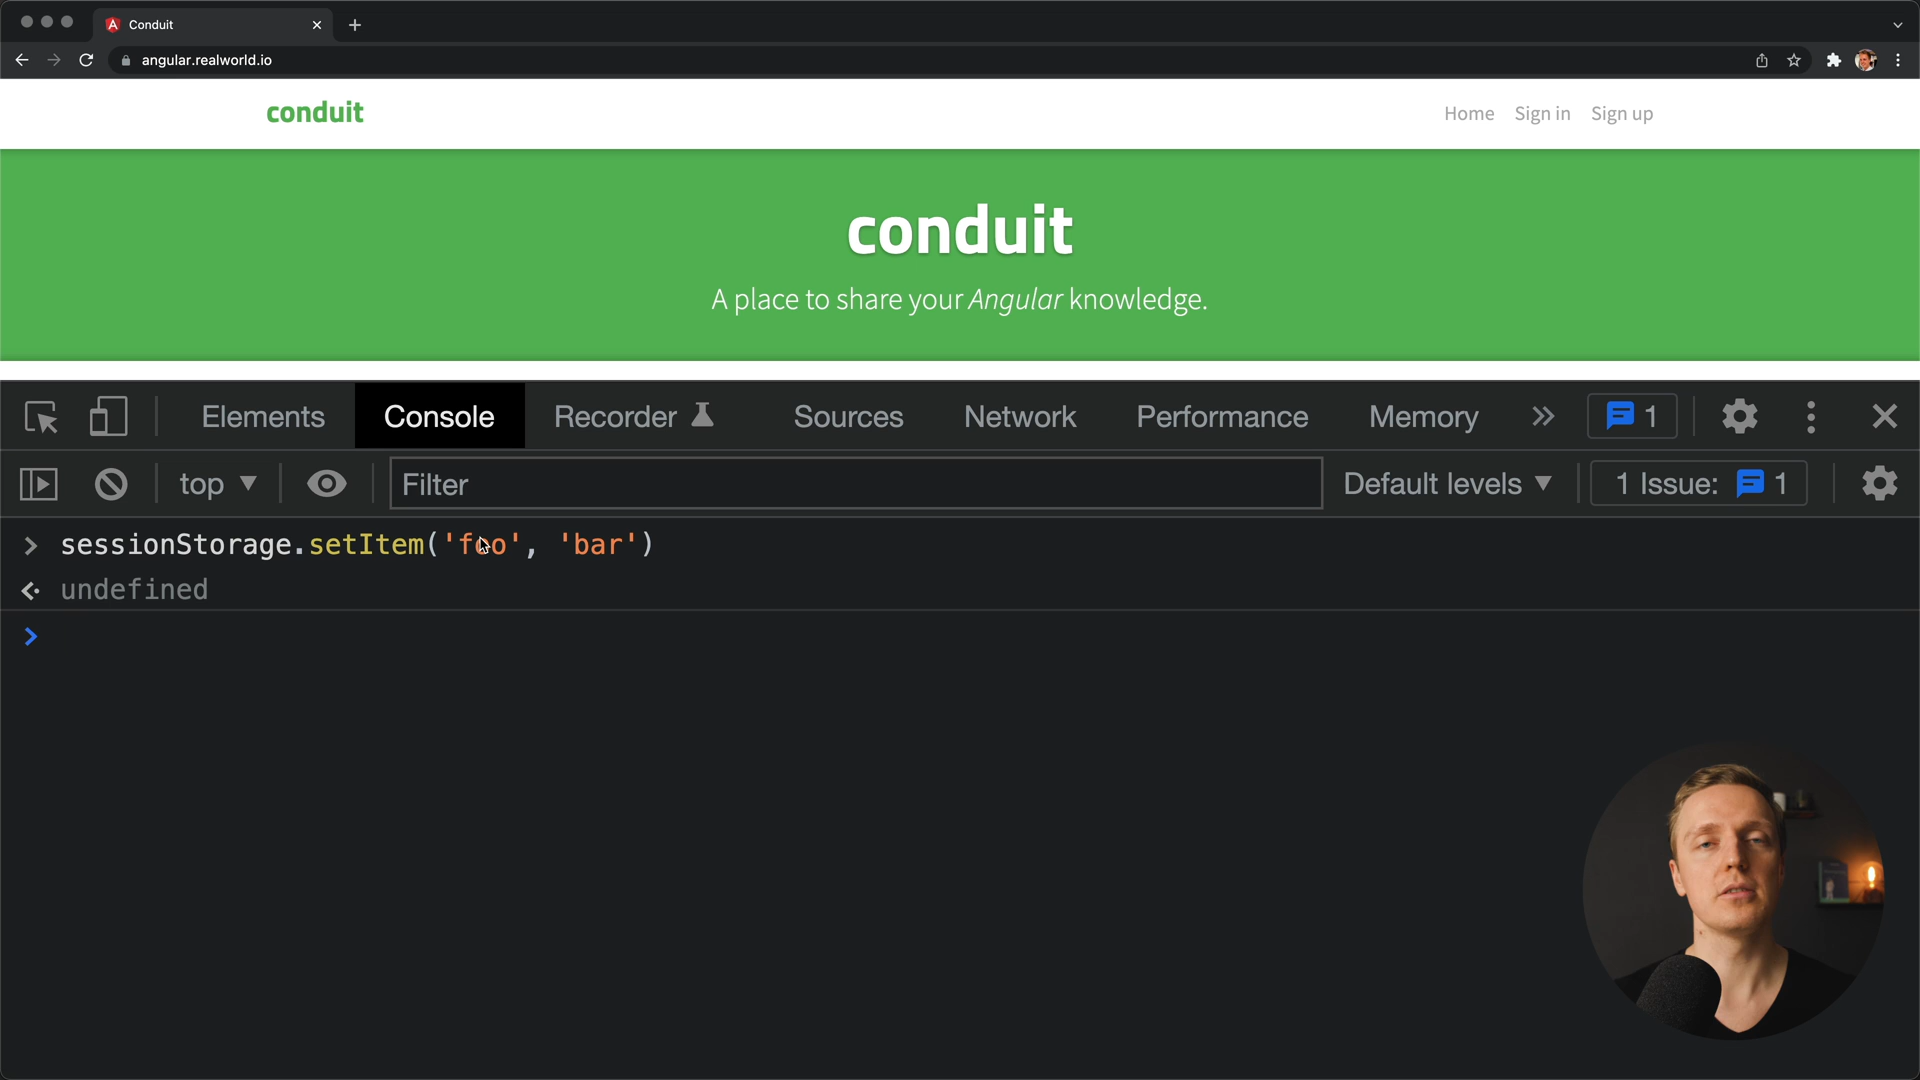 Conduit
angular.realworld.io
conduit
Home Sign in Sign up
conduit
A place to share your Angular knowledge.
Elements Console Recorder Sources Network Performance Memory 1
top Filter Default levels 1 Issue: 1
sessionStorage.setItem('foo', 'bar')
undefined